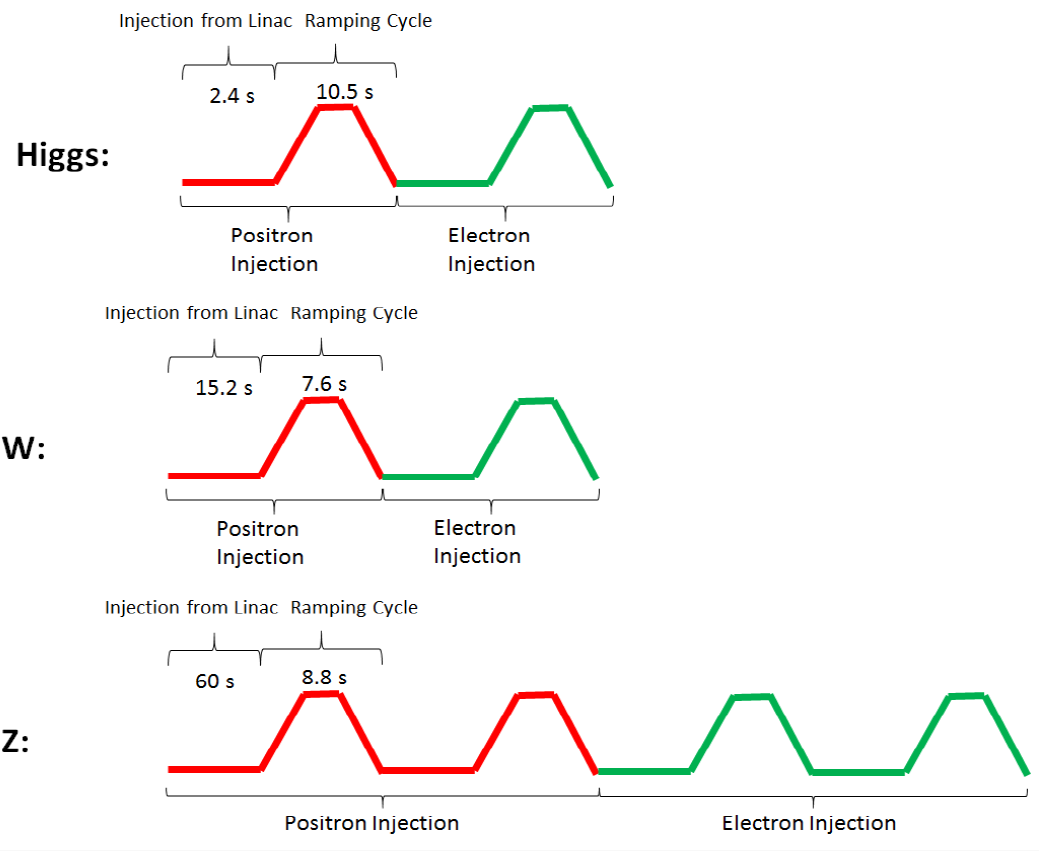 Injection from Linac Ramping Cycle
2.4 s 10.5 s
Higgs:
Positron Injection
Electron Injection
Injection from Linac Ramping Cycle
15.2 s 7.6 s
W:
Positron Injection
Electron Injection
Injection from Linac Ramping Cycle
60 s 8.8 s
Z:
Positron Injection Electron Injection